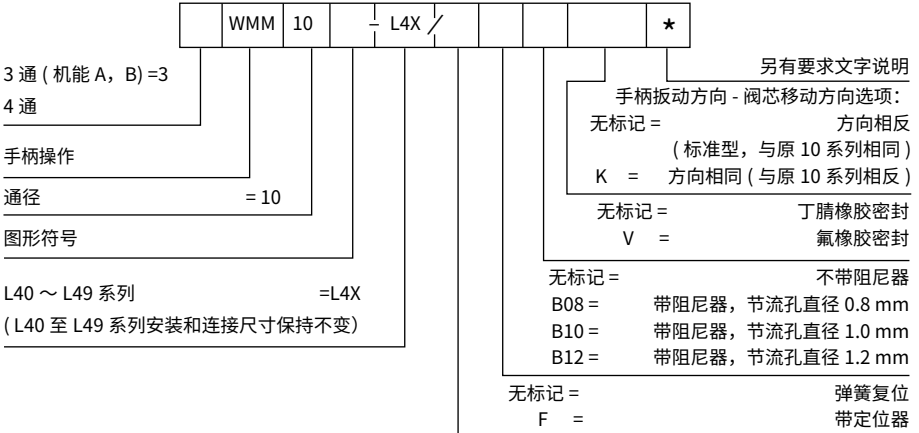 WMM 10 - L4X / *
3 通 ( 机能 A，B) =3
4 通
手柄操作
通径 = 10
图形符号
L40 ～ L49 系列 =L4X
( L40 至 L49 系列安装和连接尺寸保持不变）
另有要求文字说明
手柄扳动方向 - 阀芯移动方向选项：
无标记 = 方向相反
( 标准型，与原 10 系列相同 )
K = 方向相同 ( 与原 10 系列相反 )
无标记 = 丁腈橡胶密封
V = 氟橡胶密封
无标记 = 不带阻尼器
B08 = 带阻尼器，节流孔直径 0.8 mm
B10 = 带阻尼器，节流孔直径 1.0 mm
B12 = 带阻尼器，节流孔直径 1.2 mm
无标记 = 弹簧复位
F = 带定位器